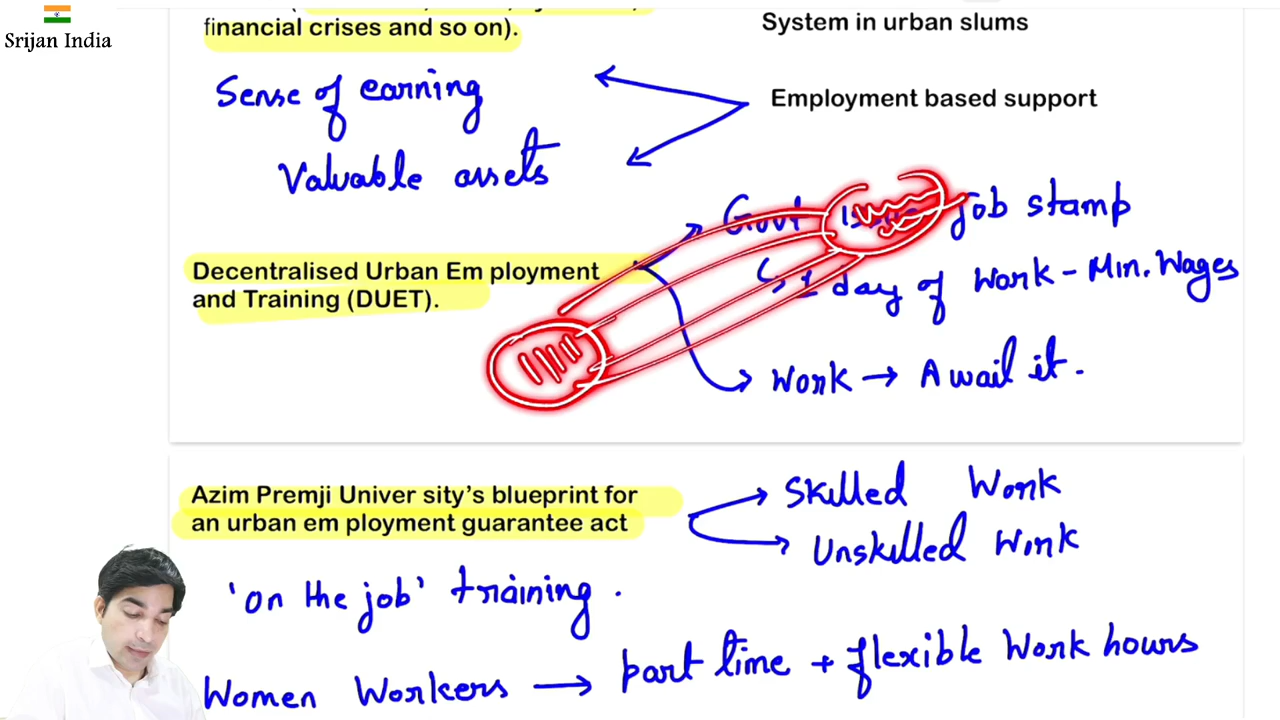 Srijan India
financial crises and so on).
System in urban slums
Sense of earning
Employment based support
Valuable assets
Govt issue job stamp
↳ 1 day of Work - Min. Wages
Decentralised Urban Em ployment
and Training (DUET).
Work → Avail it.
Azim Premji Univer sity's blueprint for
an urban em ployment guarantee act
Skilled Work
Unskilled Work
'on the job' training.
Women Workers → part time + flexible Work hours